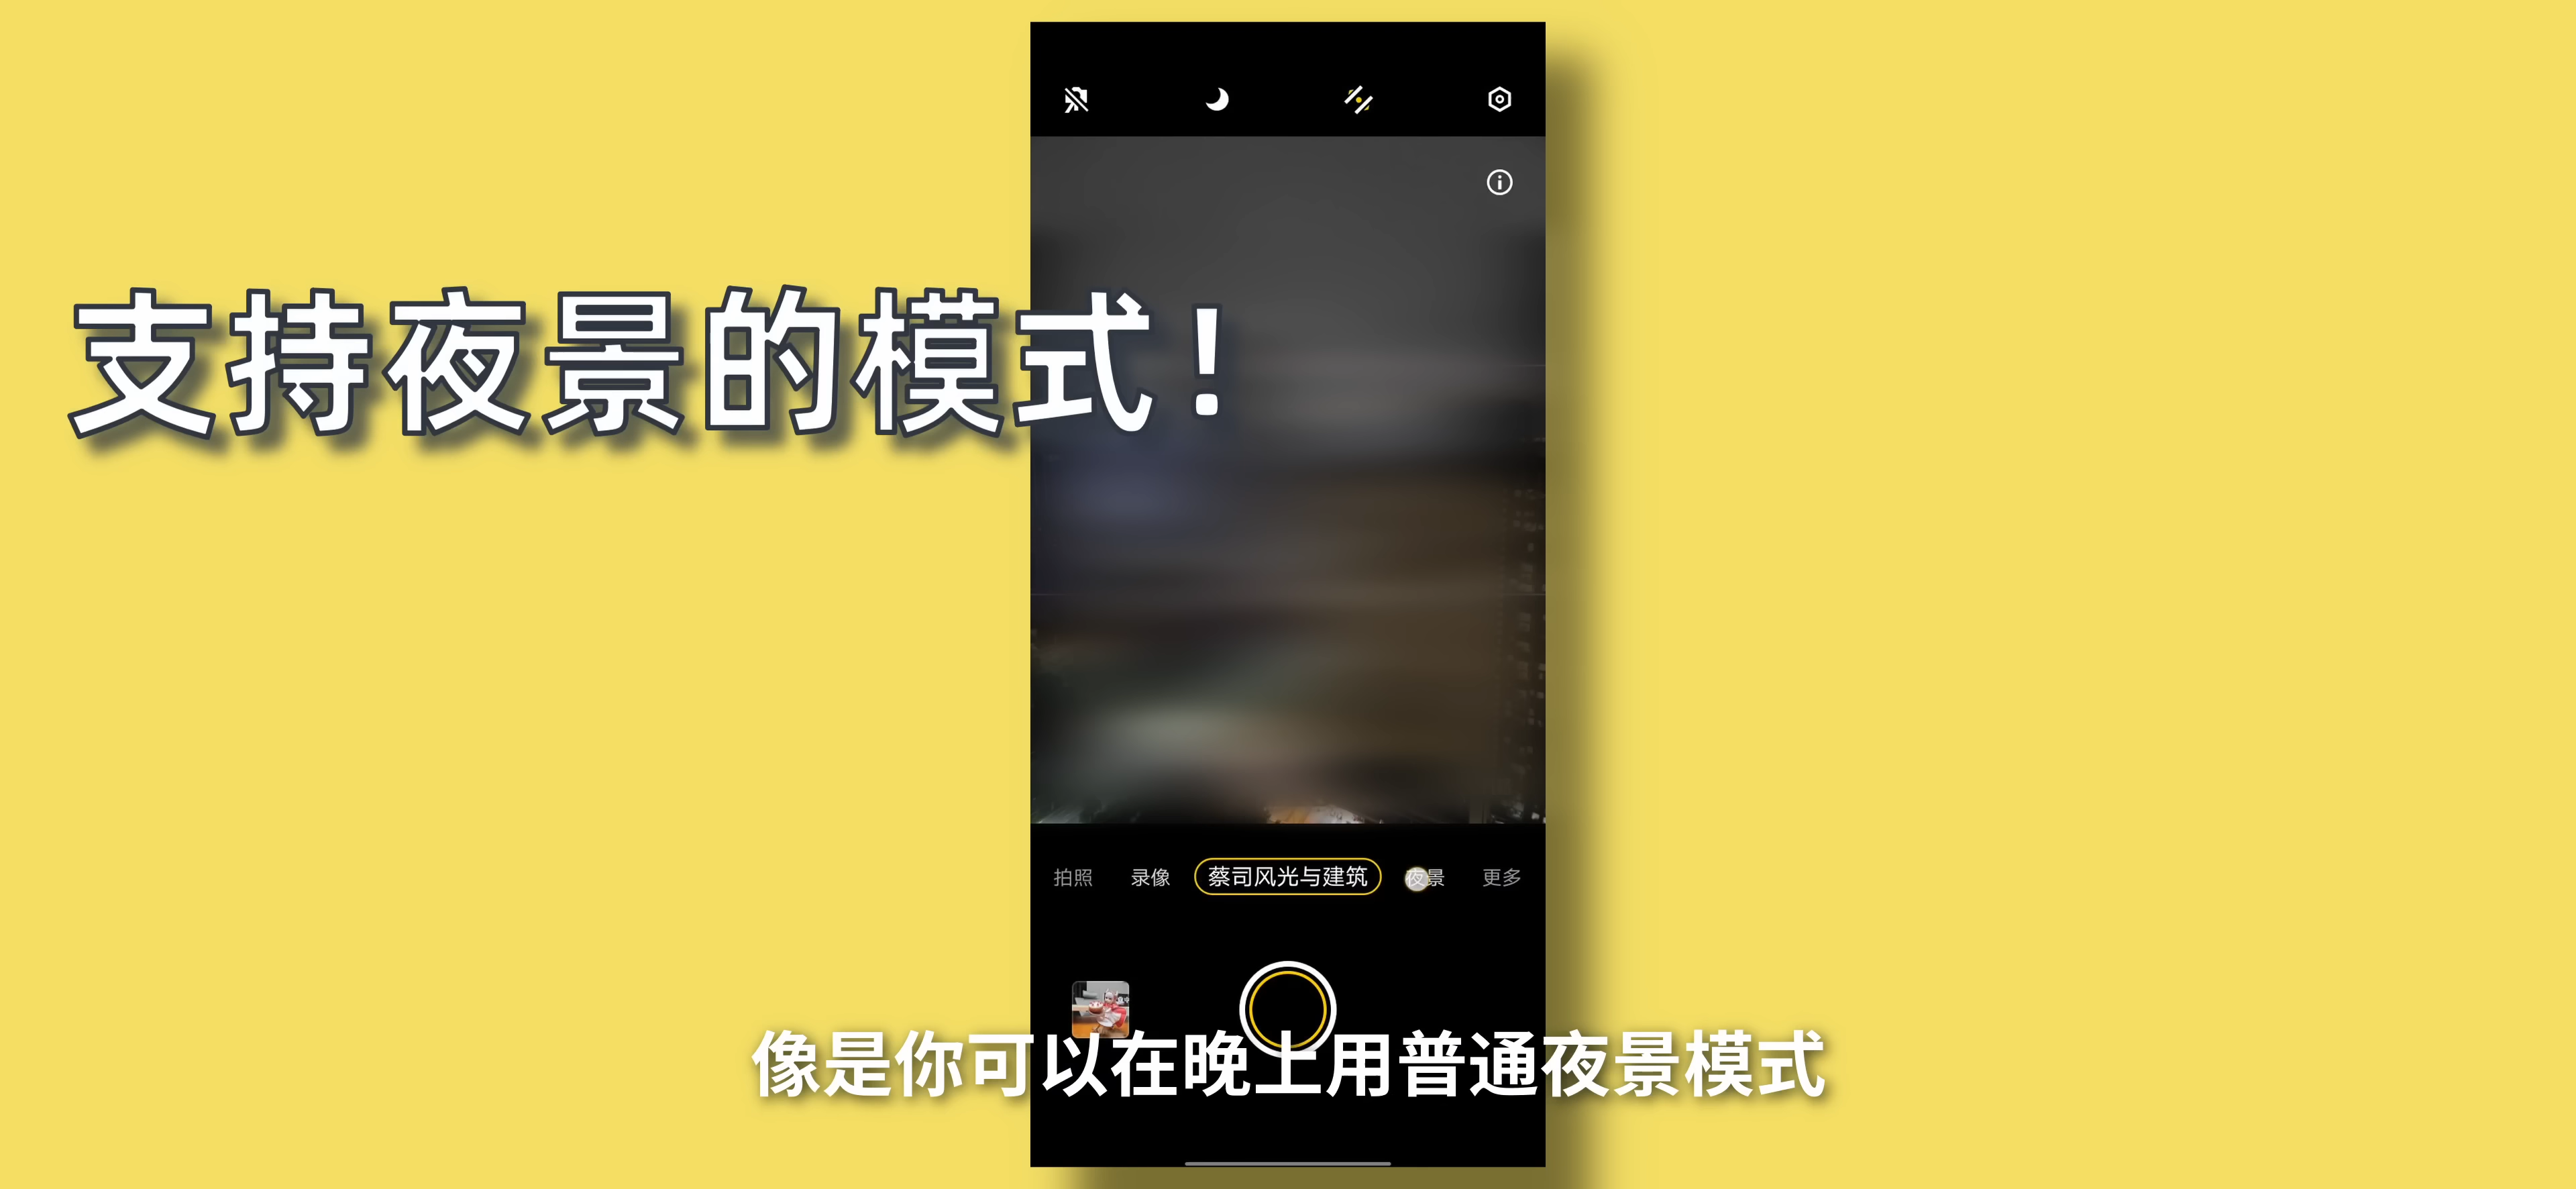 支持夜景的模式！
拍照 录像 蔡司风光与建筑 夜景 更多
像是你可以在晚上用普通夜景模式